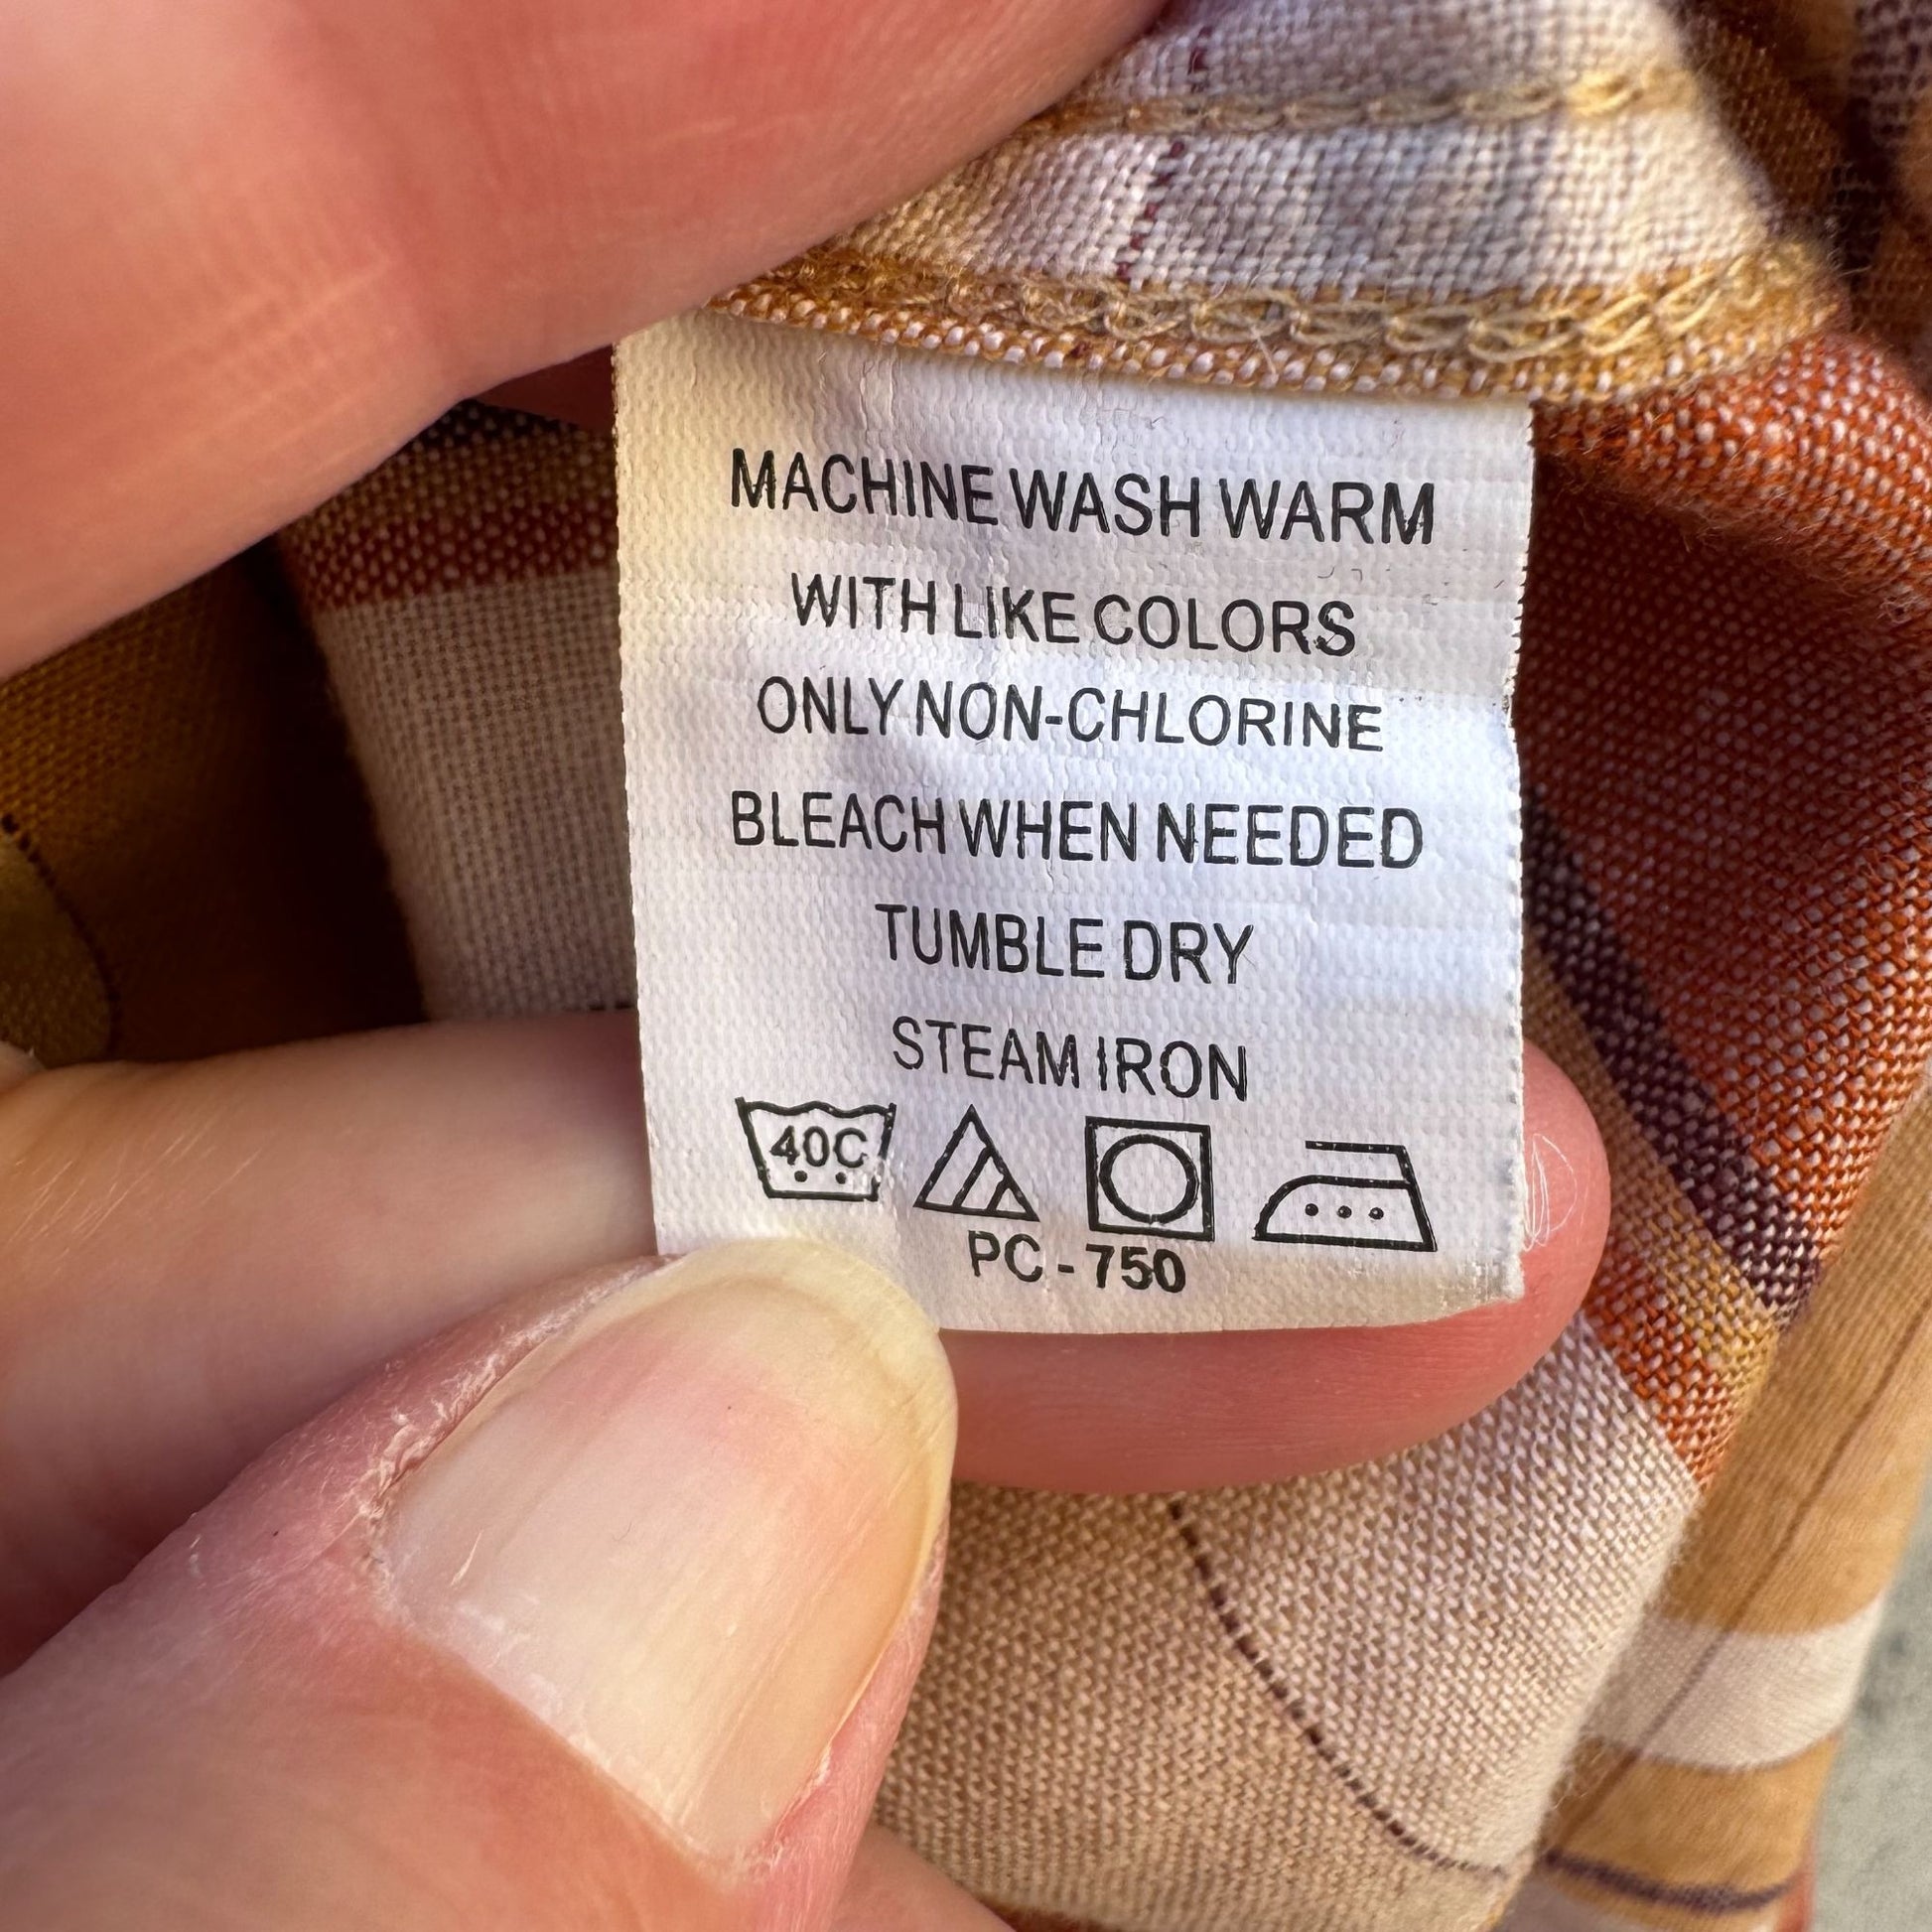 MACHINE WASH WARM
WITH LIKE COLORS
ONLY NON-CHLORINE
BLEACH WHEN NEEDED
TUMBLE DRY
STEAM IRON
40C
PC - 750